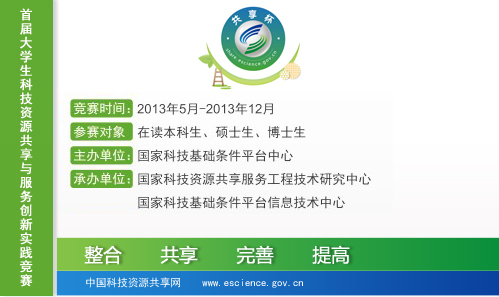 首届大学生科技资源共享与服务创新实践竞赛
共享杯
share.escience.gov.cn
竞赛时间： 2013年5月-2013年12月
参赛对象 在读本科生、硕士生、博士生
主办单位： 国家科技基础条件平台中心
承办单位： 国家科技资源共享服务工程技术研究中心
国家科技基础条件平台信息技术中心
整合 共享 完善 提高
中国科技资源共享网 www.escience.gov.cn